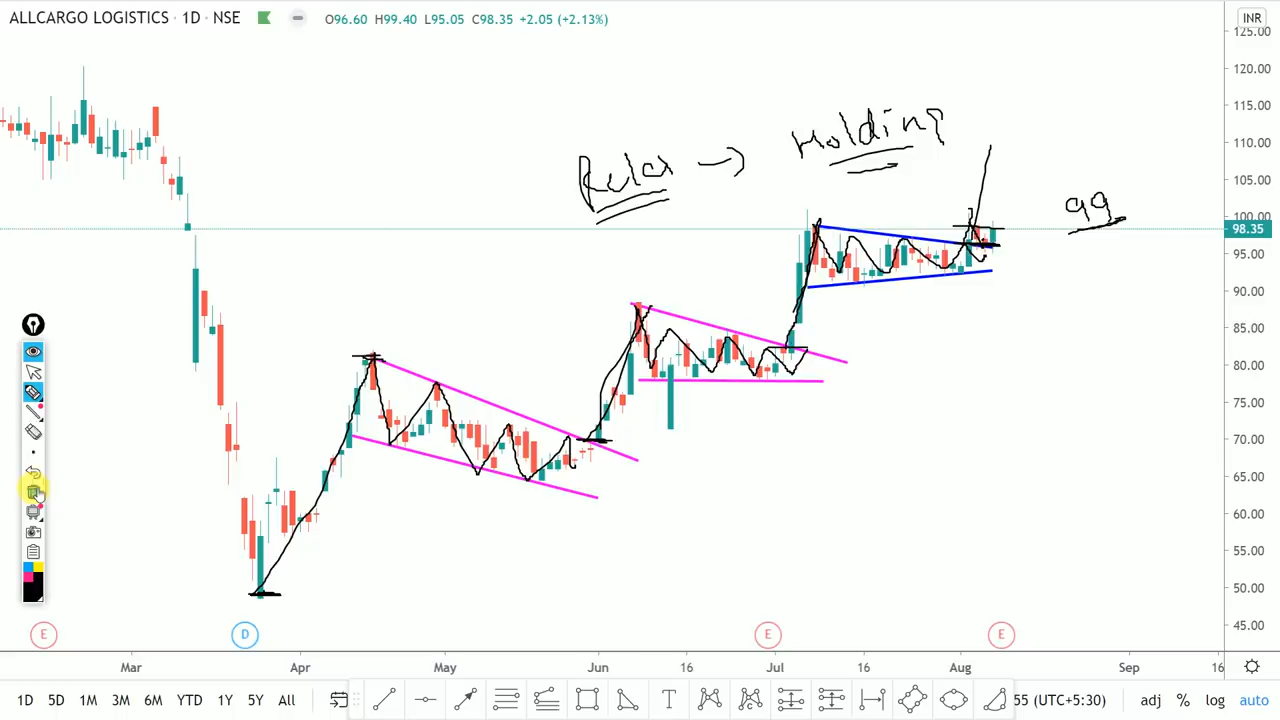 ALLCARGO LOGISTICS · 1D · NSE
O96.60 H99.40 L95.05 C98.35 +2.05 (+2.13%)
INR
125.00
120.00
115.00
110.00
105.00
100.00
98.35
95.00
90.00
85.00
80.00
75.00
70.00
65.00
60.00
55.00
50.00
45.00
Rules → Holding
99
E D E E
Mar Apr May Jun 16 Jul 16 Aug Sep 16
1D 5D 1M 3M 6M YTD 1Y 5Y All T 55 (UTC+5:30) adj % log auto